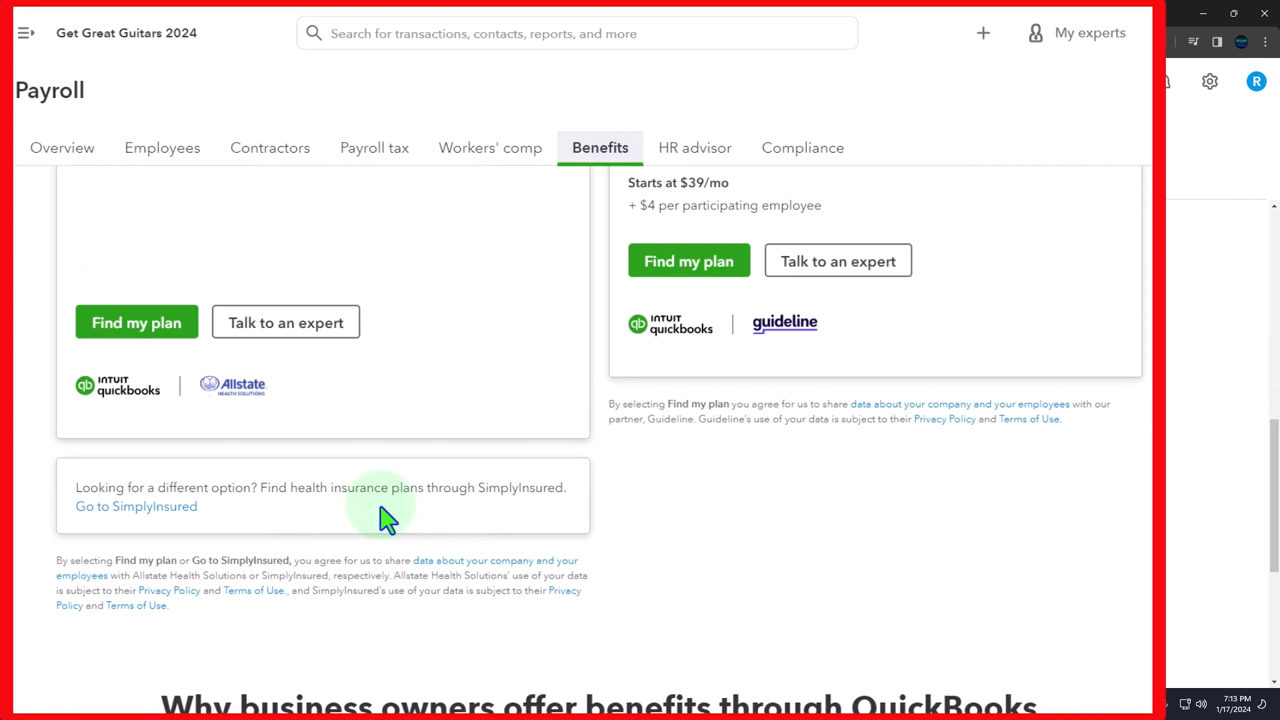 Get Great Guitars 2024
Search for transactions, contacts, reports, and more
My experts
R
Payroll
Overview Employees Contractors Payroll tax Workers' comp Benefits HR advisor Compliance
Find my plan Talk to an expert
INTUIT quickbooks | Allstate HEALTH SOLUTIONS
Looking for a different option? Find health insurance plans through SimplyInsured.
Go to SimplyInsured
By selecting Find my plan or Go to SimplyInsured, you agree for us to share data about your company and your
employees with Allstate Health Solutions or SimplyInsured, respectively. Allstate Health Solutions' use of your data
is subject to their Privacy Policy and Terms of Use., and SimplyInsured's use of your data is subject to their Privacy
Policy and Terms of Use.
Starts at $39/mo
+ $4 per participating employee
Find my plan Talk to an expert
INTUIT quickbooks | guideline
By selecting Find my plan you agree for us to share data about your company and your employees with our
partner, Guideline. Guideline's use of your data is subject to their Privacy Policy and Terms of Use.
Why business owners offer benefits through QuickBooks
7:13 PM
1/17/2024